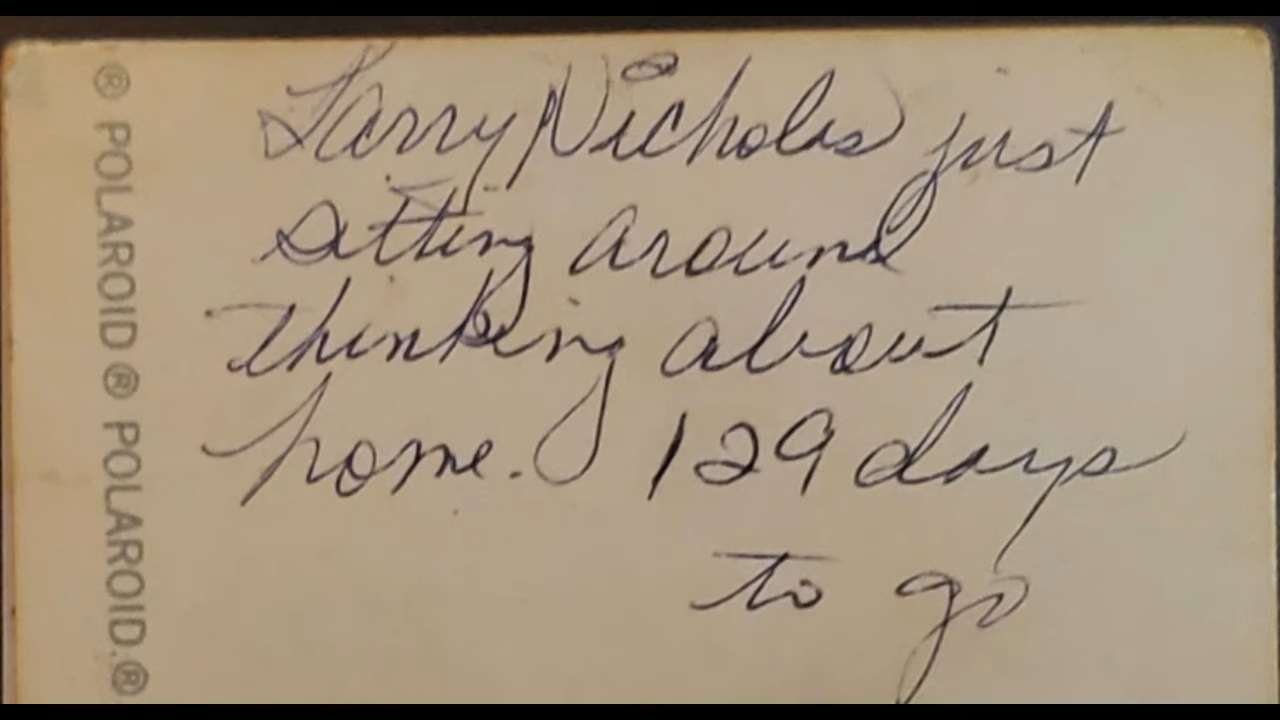 Larry Nicholas just
sitting around
thinking about
home. 129 days
to go
® POLAROID ® POLAROID.®